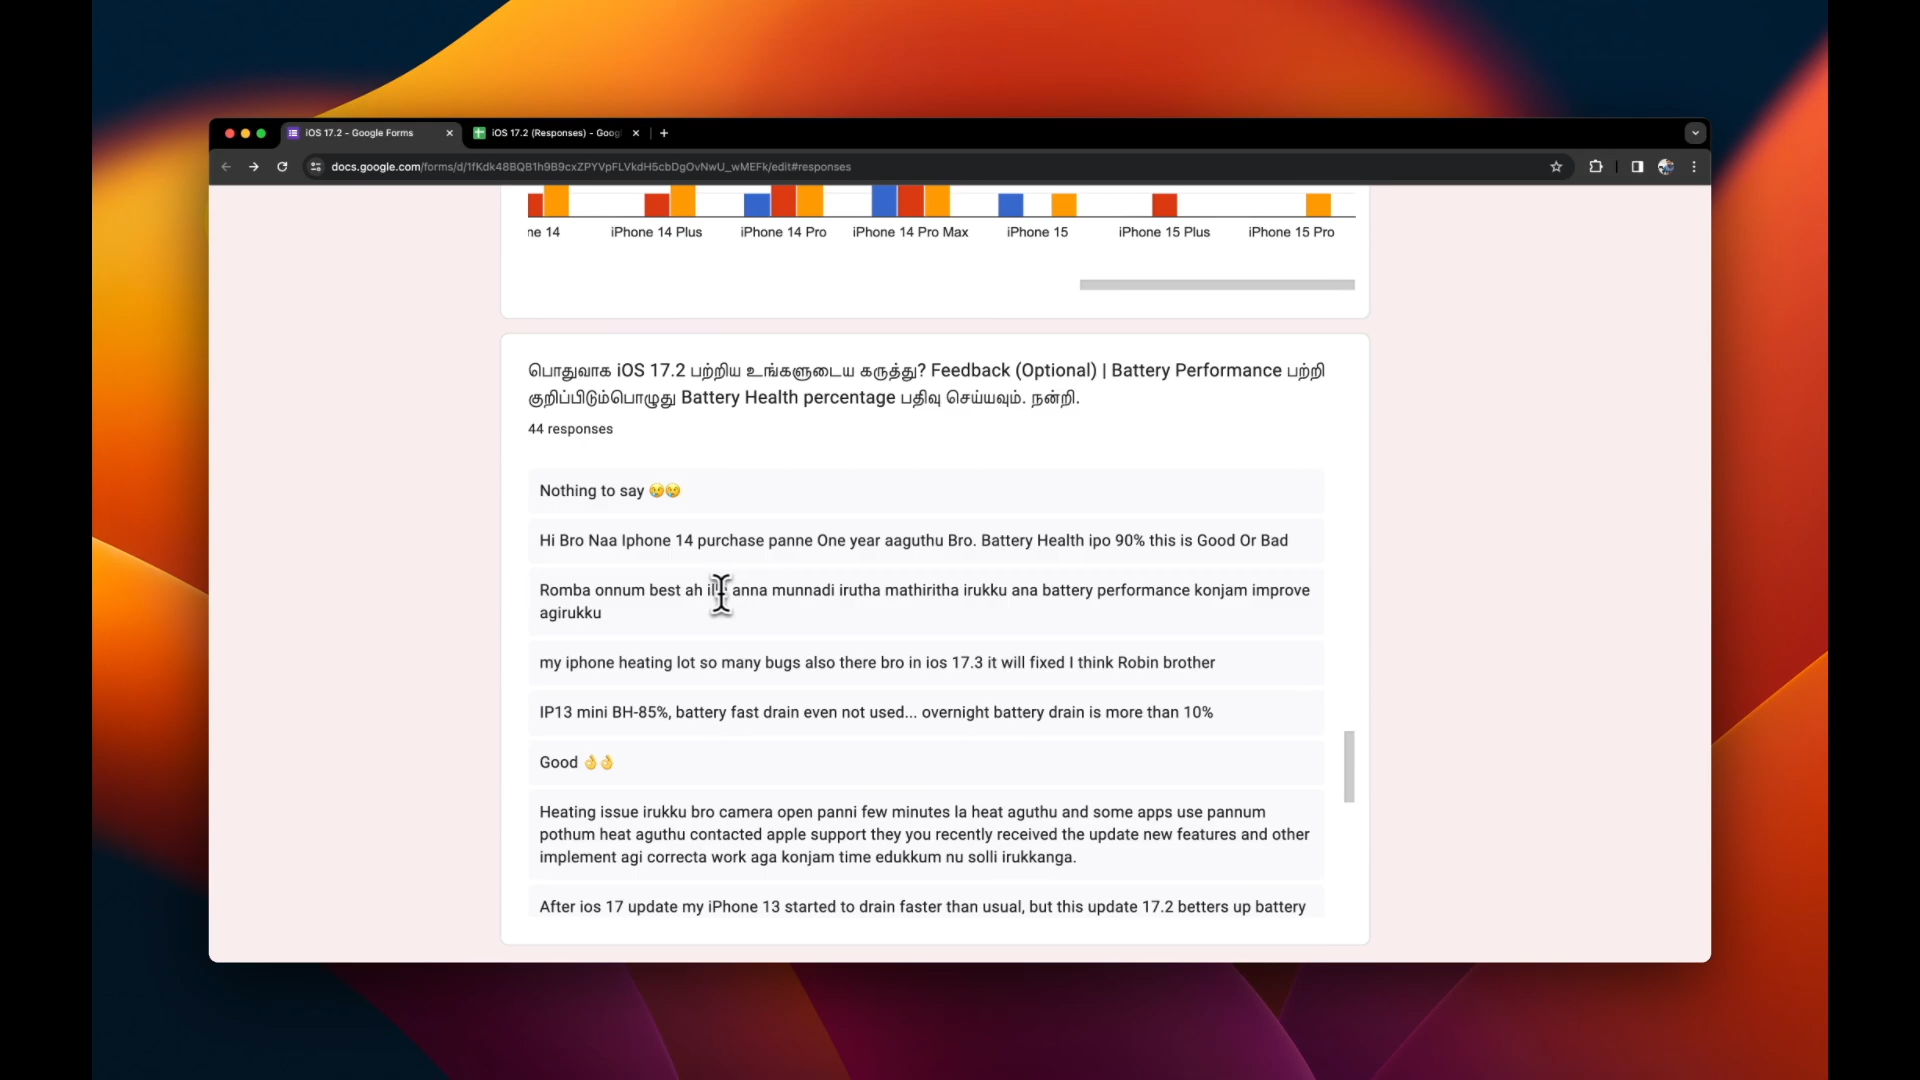 iOS 17.2 - Google Forms
iOS 17.2 (Responses) - Goog
docs.google.com/forms/d/1fKdk48BQB1h9B9cxZPYVpFLVkdH5cbDgOvNwU_wMEFk/edit#responses
ne 14 iPhone 14 Plus iPhone 14 Pro iPhone 14 Pro Max iPhone 15 iPhone 15 Plus iPhone 15 Pro
பொதுவாக iOS 17.2 பற்றிய உங்களுடைய கருத்து? Feedback (Optional) | Battery Performance பற்றி
குறிப்பிடும்பொழுது Battery Health percentage பதிவு செய்யவும். நன்றி.
44 responses
Nothing to say 😢😢
Hi Bro Naa Iphone 14 purchase panne One year aaguthu Bro. Battery Health ipo 90% this is Good Or Bad
Romba onnum best ah anna munnadi irutha mathiritha irukku ana battery performance konjam improve
agirukku
my iphone heating lot so many bugs also there bro in ios 17.3 it will fixed I think Robin brother
IP13 mini BH-85%, battery fast drain even not used... overnight battery drain is more than 10%
Good 👌👌
Heating issue irukku bro camera open panni few minutes la heat aguthu and some apps use pannum
pothum heat aguthu contacted apple support they you recently received the update new features and other
implement agi correcta work aga konjam time edukkum nu solli irukkanga.
After ios 17 update my iPhone 13 started to drain faster than usual, but this update 17.2 betters up battery